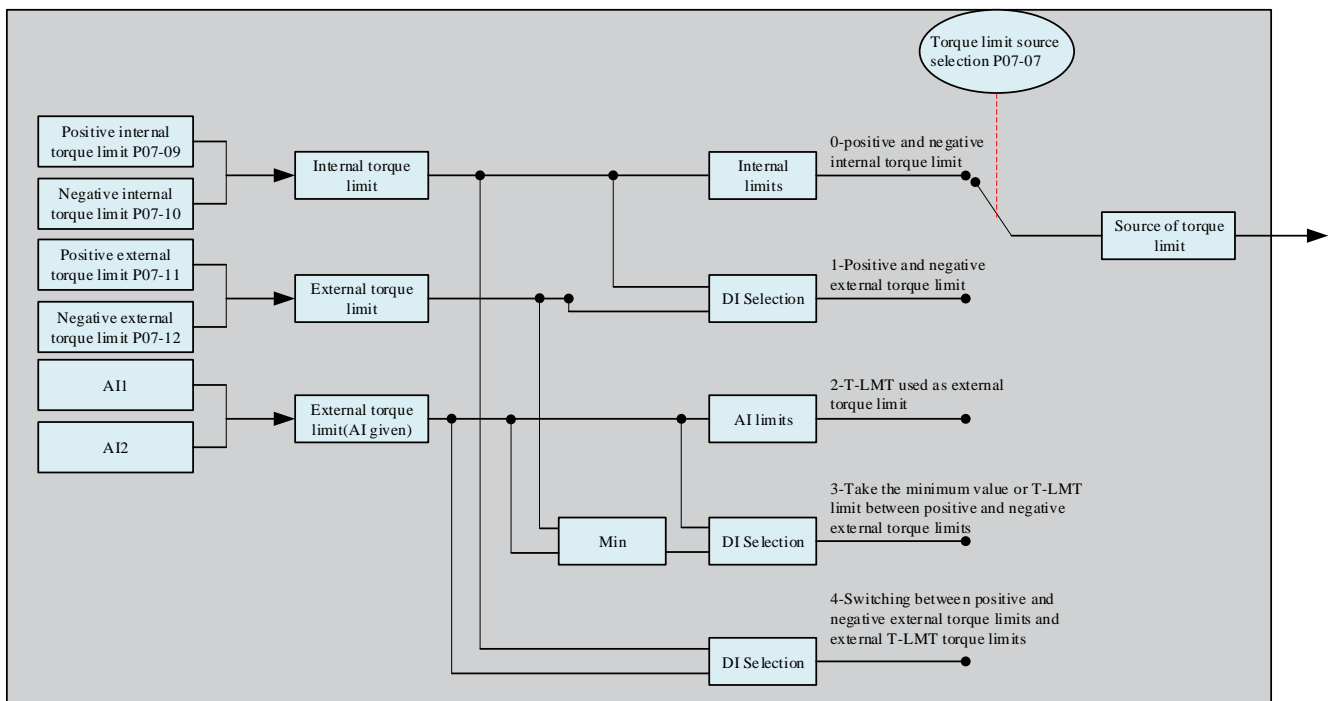 Torque limit source
selection P07-07
Positive internal
torque limit P07-09
Negative internal
torque limit P07-10
Positive external
torque limit P07-11
Negative external
torque limit P07-12
AI1
AI2
Internal torque
limit
External torque
limit
External torque
limit(AI given)
Min
Internal
limits
DI Selection
AI limits
DI Selection
DI Selection
0-positive and negative
internal torque limit
1-Positive and negative
external torque limit
2-T-LMT used as external
torque limit
3-Take the minimum value or T-LMT
limit between positive and negative
external torque limits
4-Switching between positive and
negative external torque limits and
external T-LMT torque limits
Source of torque
limit